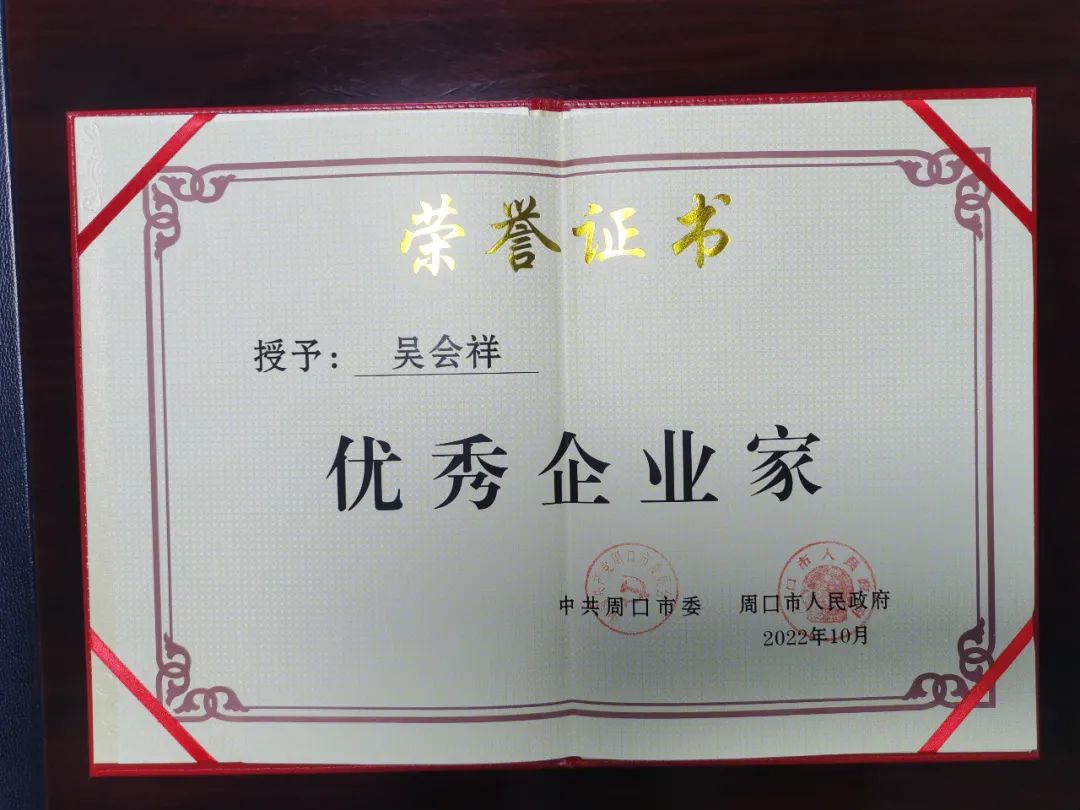 荣誉证书
授予：吴会祥
优秀企业家
中共周口市委 周口市人民政府
2022年10月